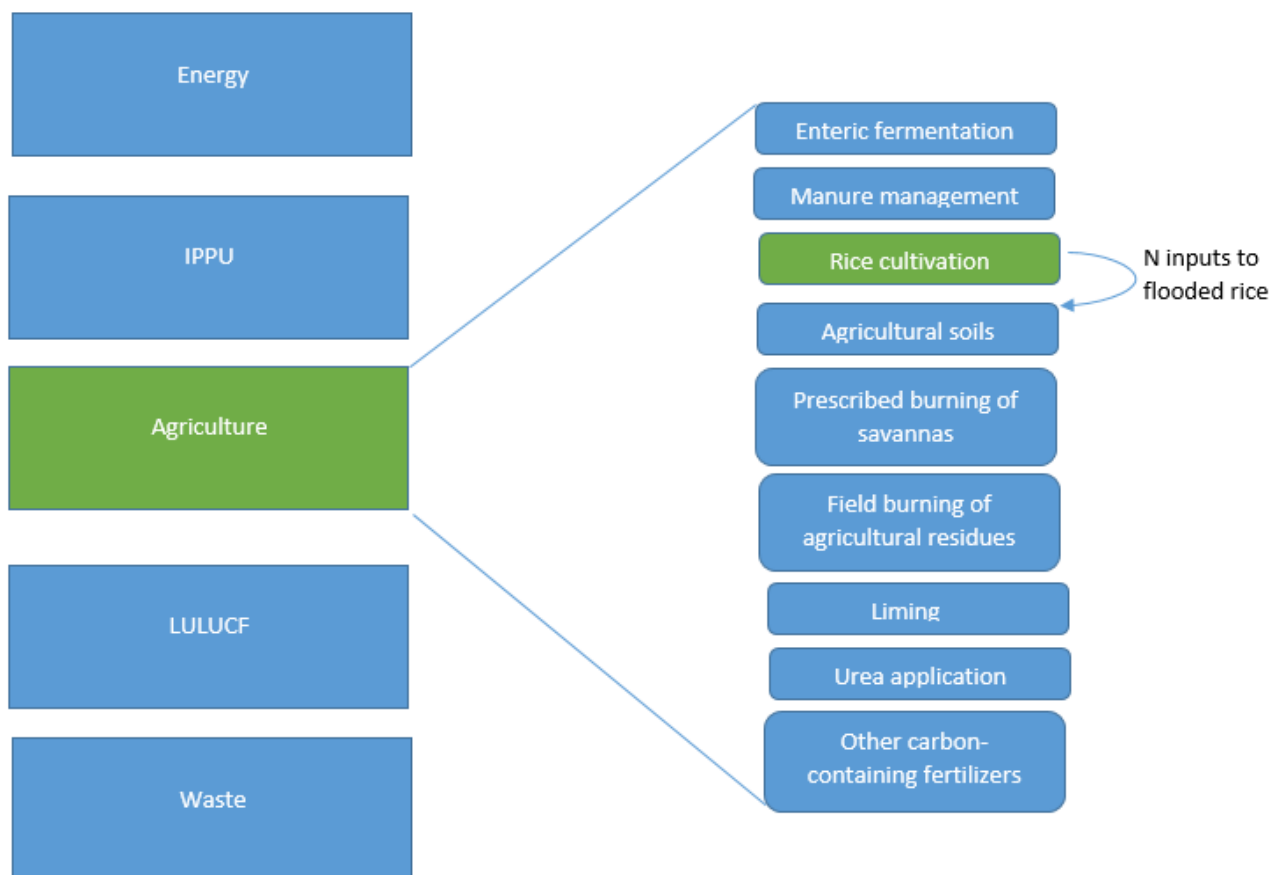 Energy
IPPU
Agriculture
LULUCF
Waste
Enteric fermentation
Manure management
Rice cultivation
N inputs to
flooded rice
Agricultural soils
Prescribed burning of
savannas
Field burning of
agricultural residues
Liming
Urea application
Other carbon-
containing fertilizers